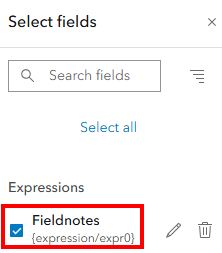 Select fields
Search fields
Select all
Expressions
Fieldnotes
{expression/expr0}